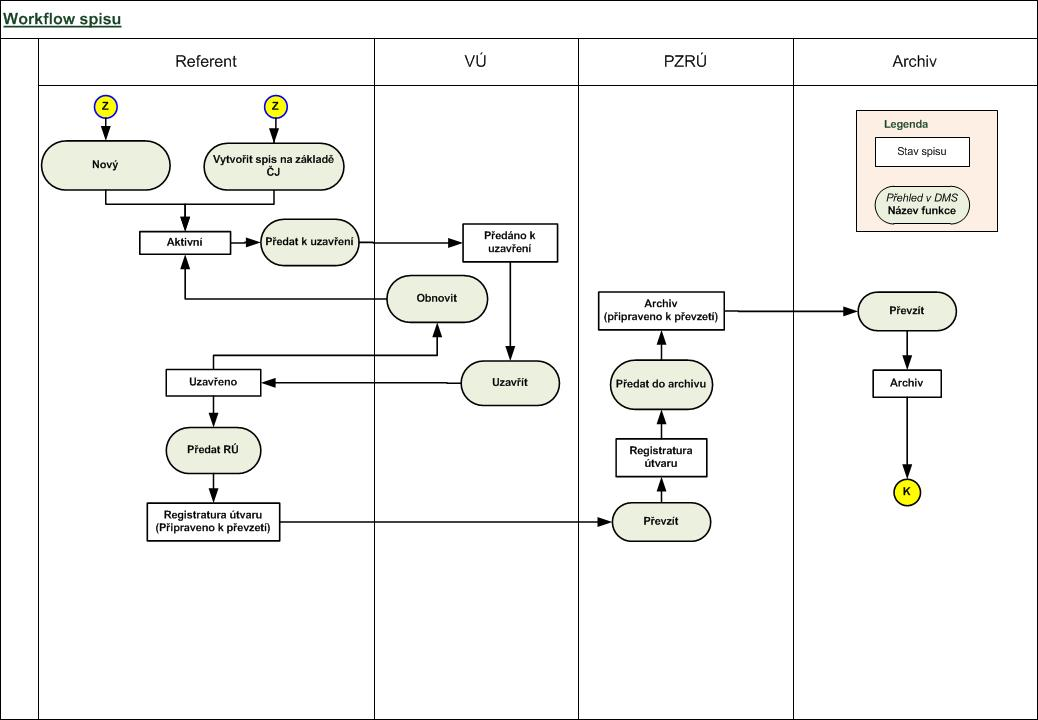 Workflow spisu
Referent
VÚ
PZRÚ
Archiv
Z
Z
Nový
Vytvořit spis na základě
ČJ
Legenda
Stav spisu
Přehled v DMS
Název funkce
Aktivní
Předat k uzavření
Předáno k
uzavření
Obnovit
Archiv
(připraveno k převzetí)
Převzít
Uzavřeno
Uzavřít
Předat do archivu
Archiv
Předat RÚ
Registratura
útvaru
K
Registratura útvaru
(Připraveno k převzetí)
Převzít